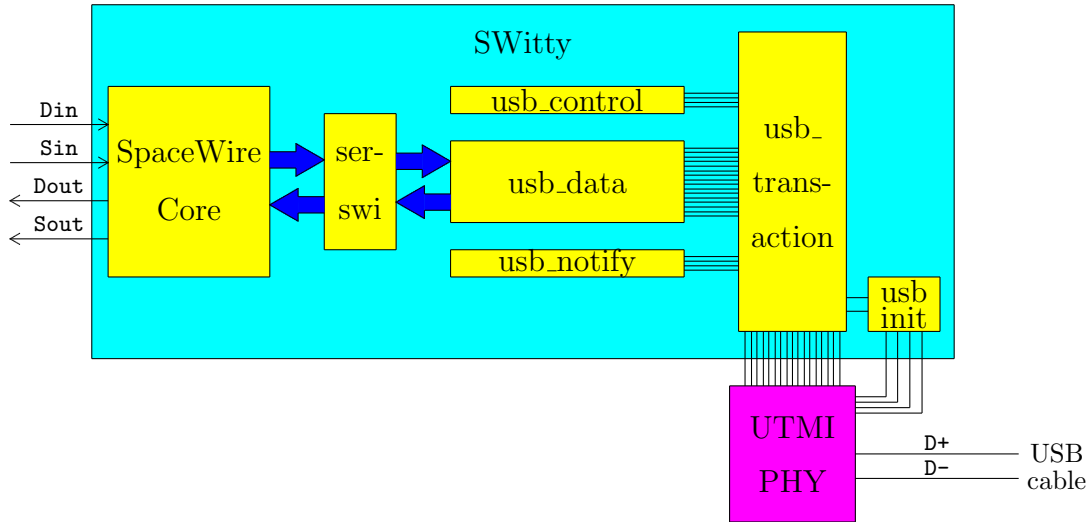 SWitty
Din
Sin
Dout
Sout
SpaceWire
Core
ser-
swi
usb_control
usb_data
usb_notify
usb_
trans-
action
usb
init
UTMI
PHY
D+
D-
USB
cable